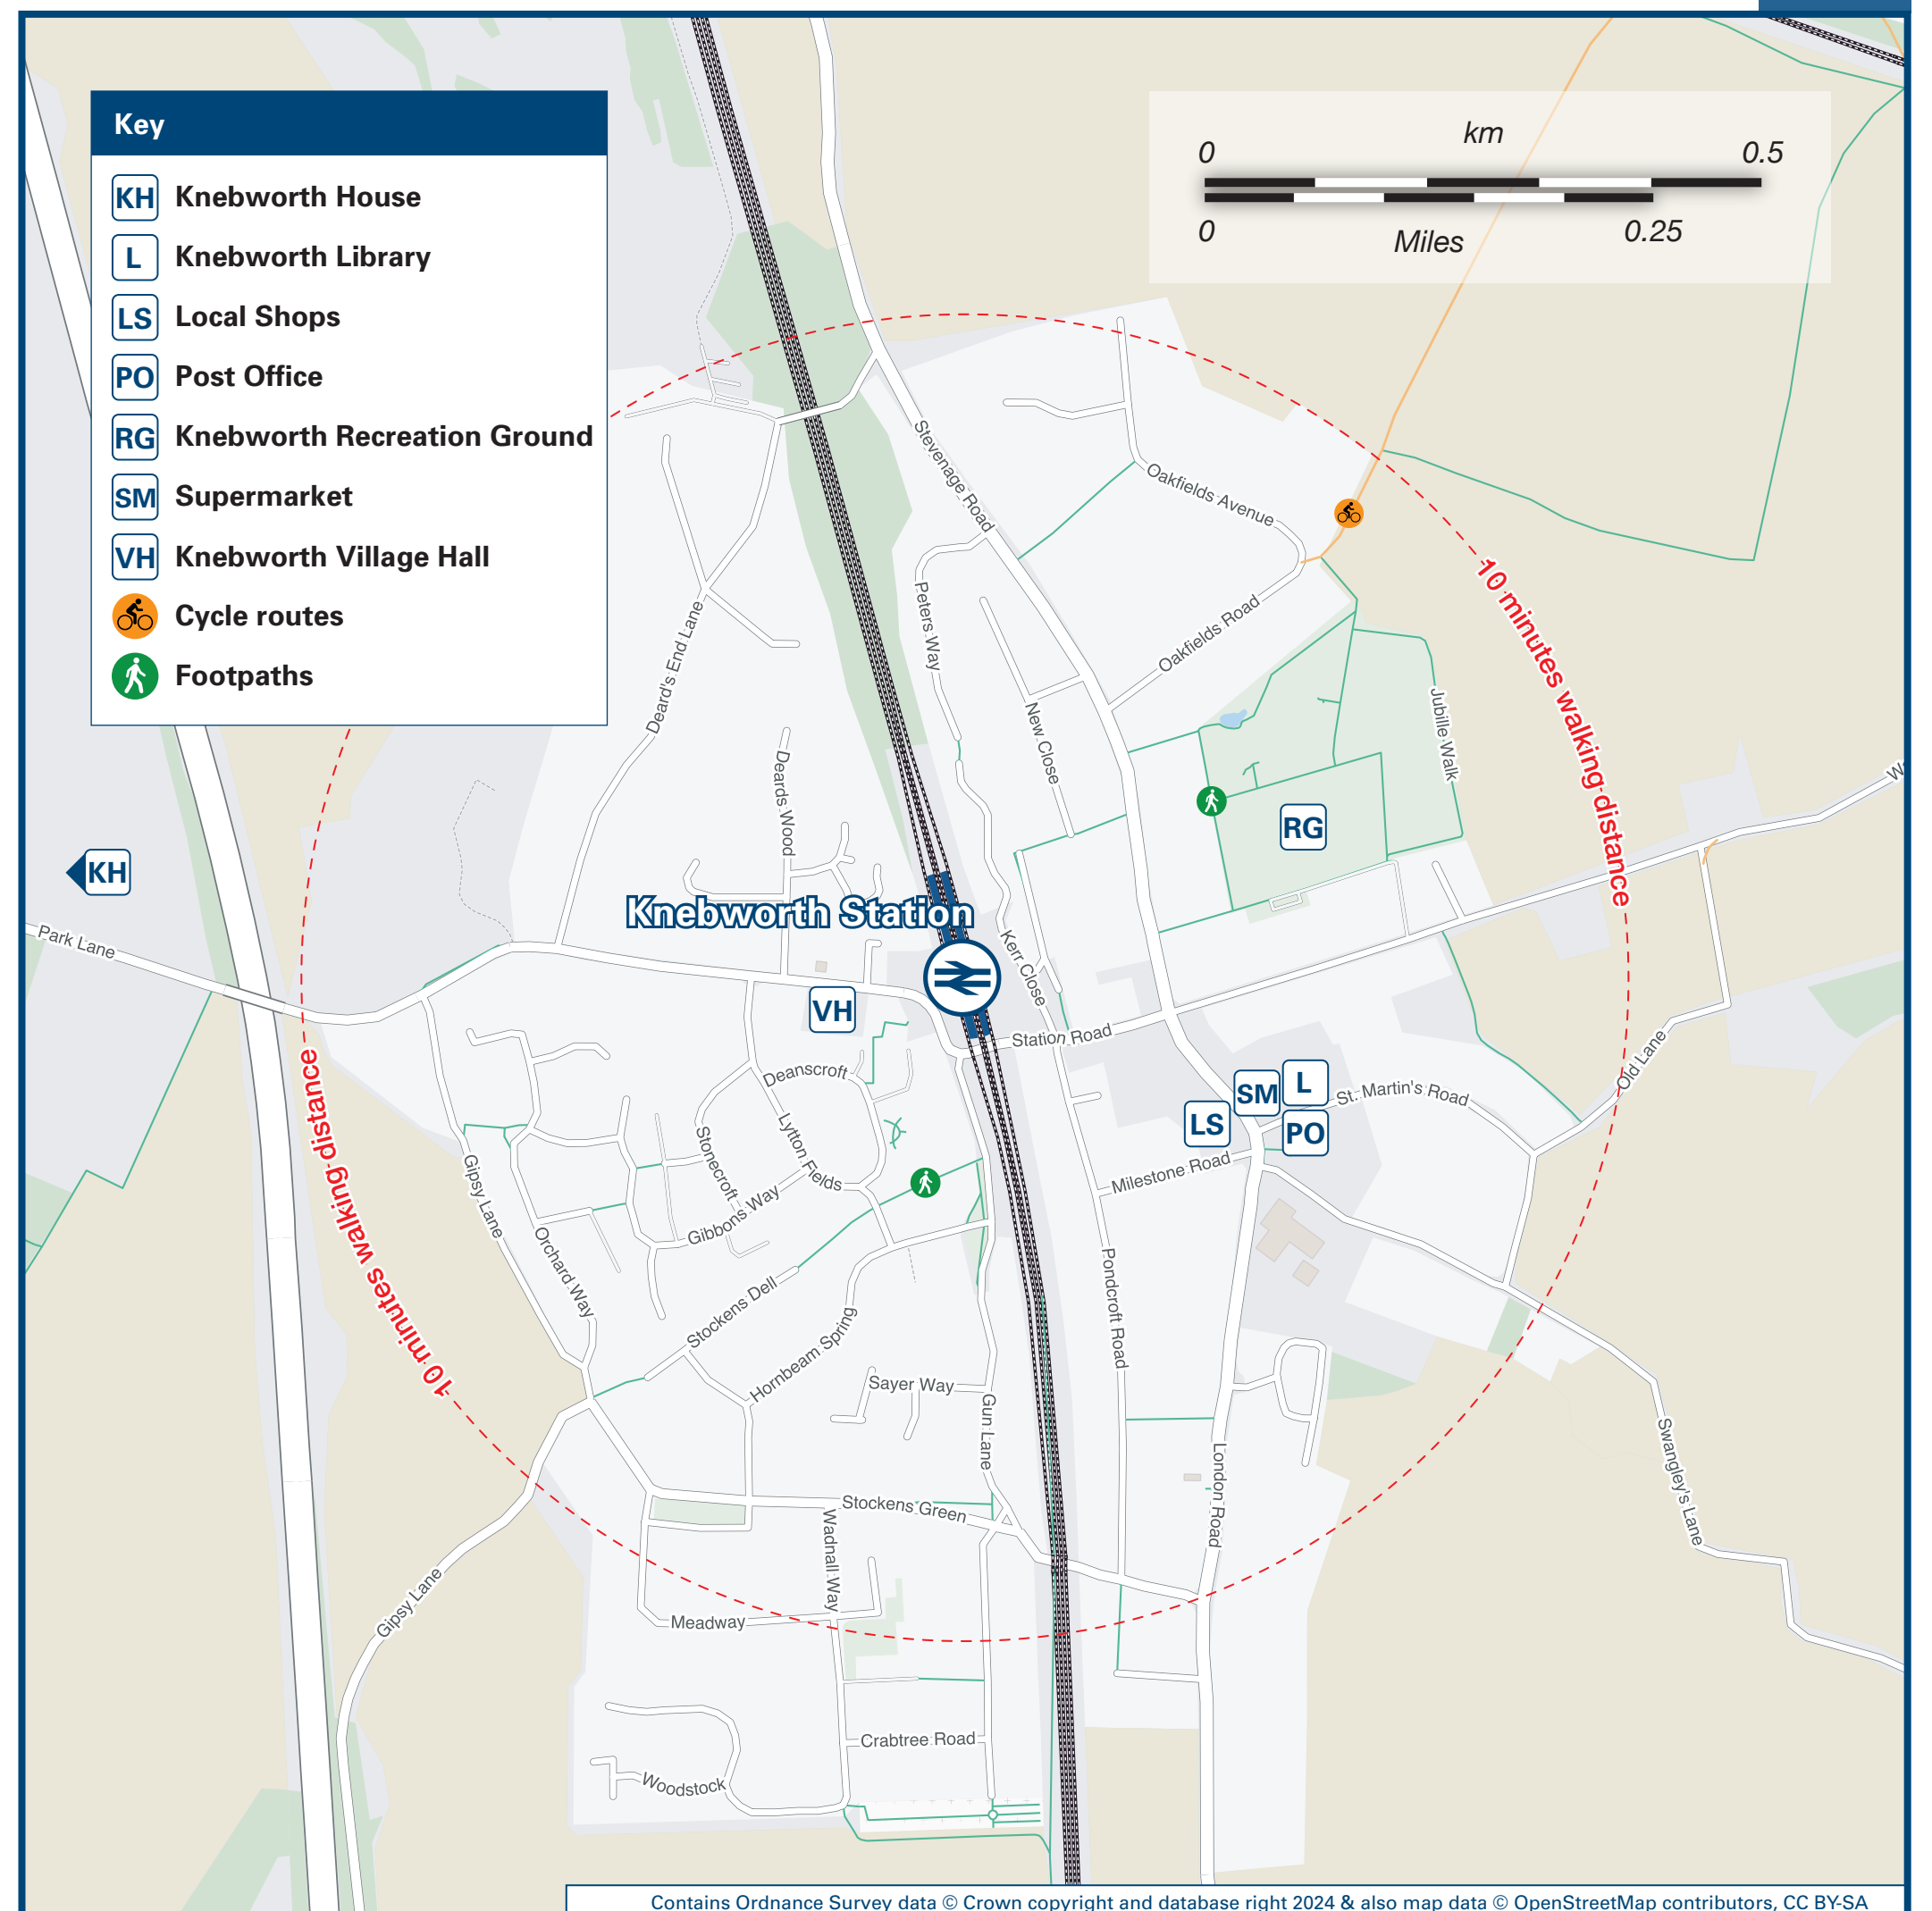 Key
KH Knebworth House
L Knebworth Library
LS Local Shops
PO Post Office
RG Knebworth Recreation Ground
SM Supermarket
VH Knebworth Village Hall
Cycle routes
Footpaths
km
0 0.5
0 0.25
Miles
Stevenage Road
Oakfields Avenue
10 minutes walking distance
Peters Way
Oakfields Road
Deard's End Lane
New Close
Jubille Walk
Deards Wood
RG
KH
Knebworth Station
Park Lane
Kerr Close
VH
Station Road
Old Lane
Deanscroft
SM
L
St. Martin's Road
LS
PO
10 minutes walking distance
Lytton Fields
Stonecroft
Gipsy Lane
Milestone Road
Gibbons Way
Orchard Way
Stockens Dell
Pondcroft Road
Hornbeam Spring
Sayer Way
Gun Lane
London Road
Swangley's Lane
Stockens Green
Wadnall Way
Gipsy Lane
Meadway
Crabtree Road
Woodstock
Contains Ordnance Survey data © Crown copyright and database right 2024 & also map data © OpenStreetMap contributors, CC BY-SA